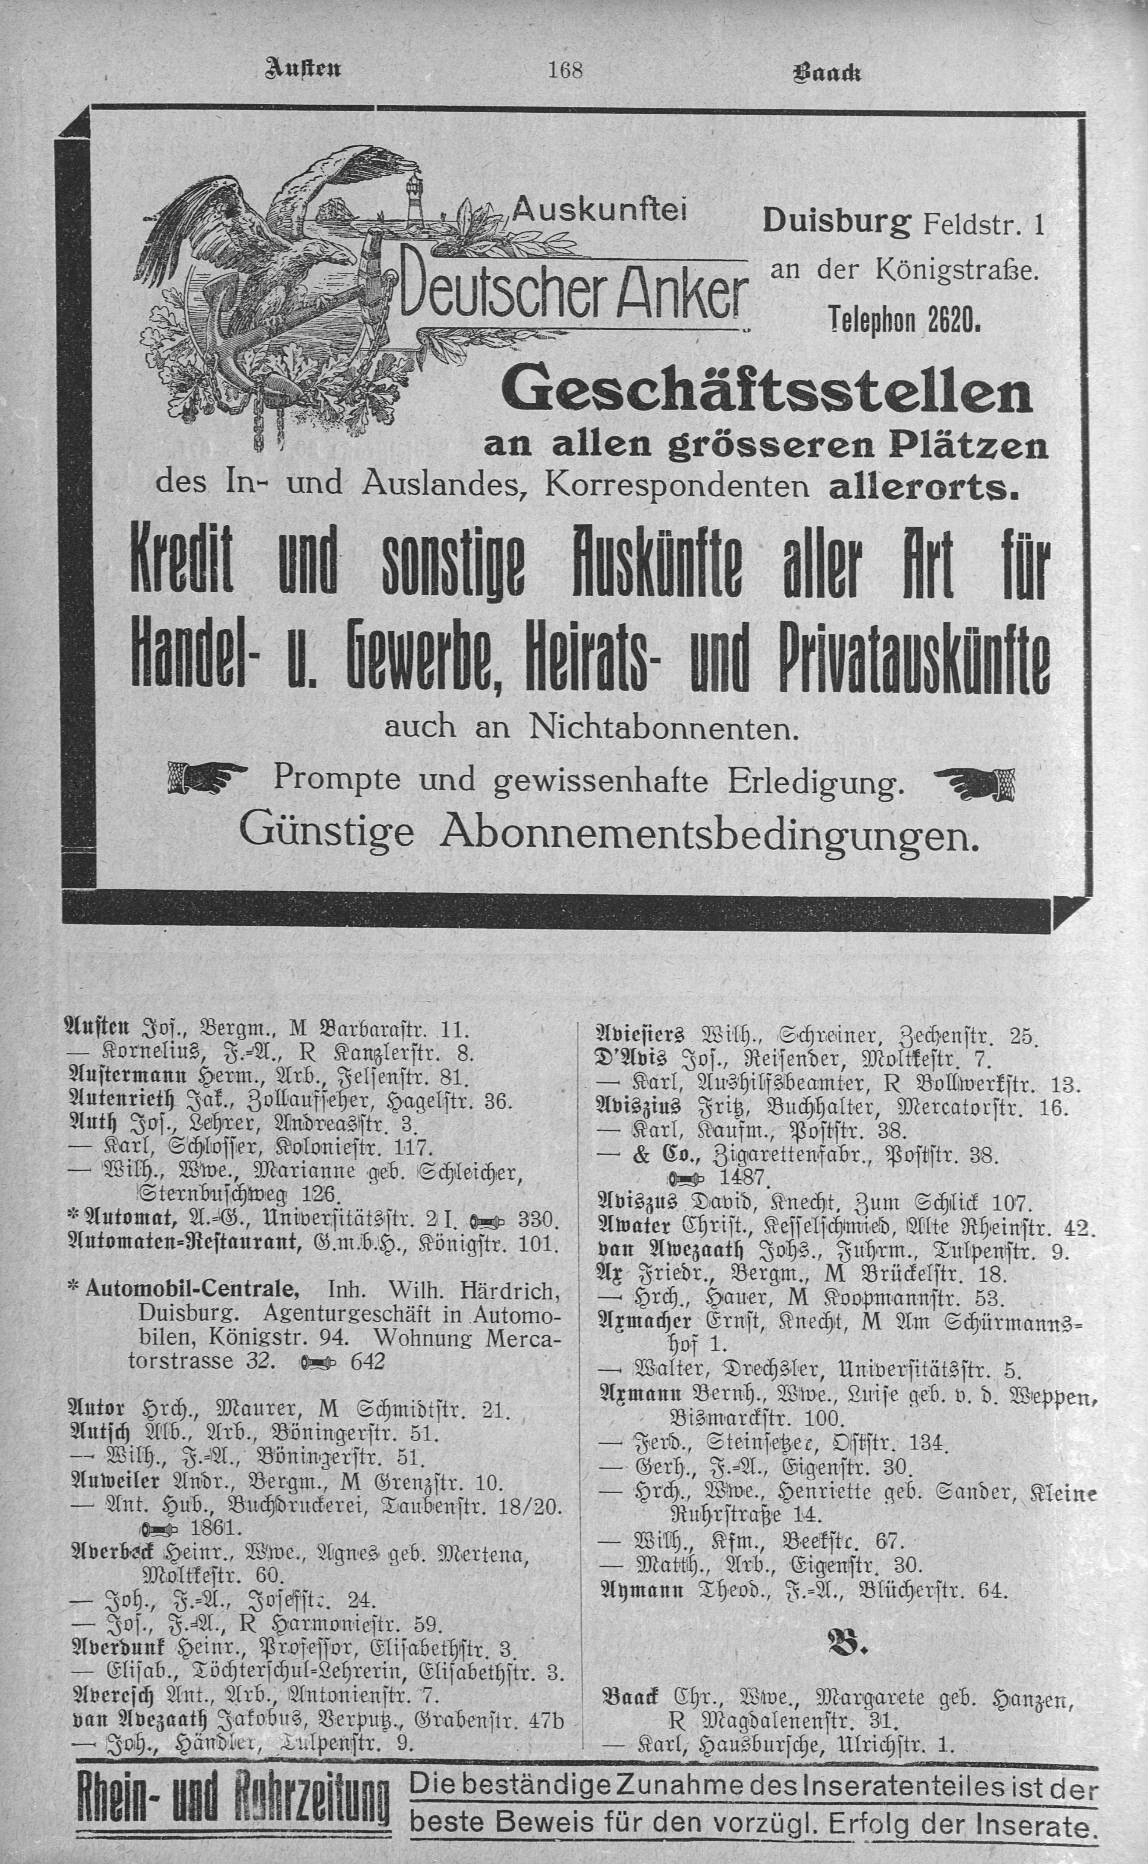 Austen 168 Baack
Auskunftei
Deutscher Anker
Duisburg Feldstr. 1
an der Königstraße.
Telephon 2620.
Geschäftsstellen
an allen grösseren Plätzen
des In- und Auslandes, Korrespondenten allerorts.
Kredit und sonstige Auskünfte aller Art für
Handel- u. Gewerbe, Heirats- und Privatauskünfte
auch an Nichtabonnenten.
Prompte und gewissenhafte Erledigung.
Günstige Abonnementsbedingungen.
Austen Jos., Bergm., M Barbarastr. 11.
— Kornelius, F.=A., R Kanzlerstr. 8.
Austermann Herm., Arb., Felsenstr. 81.
Autenrieth Jak., Zollaufseher, Hagelstr. 36.
Auth Jos., Lehrer, Andreasstr. 3.
— Karl, Schlosser, Koloniestr. 117.
— Wilh., Wwe., Marianne geb. Schleicher,
Sternbuschweg 126.
* Automat, A.=G., Universitätsstr. 2 I. 330.
Automaten=Restaurant, G.m.b.H., Königstr. 101.
* Automobil-Centrale, Inh. Wilh. Härdrich,
Duisburg. Agenturgeschäft in Automo-
bilen, Königstr. 94. Wohnung Merca-
torstrasse 32. 642
Autor Hrch., Maurer, M Schmidtstr. 21.
Autsch Alb., Arb., Böningerstr. 51.
— Wilh., F.=A., Böningerstr. 51.
Auweiler Andr., Bergm., M Grenzstr. 10.
— Ant. Hub., Buchdruckerei, Taubenstr. 18/20.
1861.
Averbeck Heinr., Wwe., Agnes geb. Mertena,
Moltkestr. 60.
— Joh., F.=A., Josefstr. 24.
— Jos., F.=A., R Harmoniestr. 59.
Averdunk Heinr., Professor, Elisabethstr. 3.
— Elisab., Töchterschul=Lehrerin, Elisabethstr. 3.
Averesch Ant., Arb., Antonienstr. 7.
van Avezaath Jakobus, Verputz., Grabenstr. 47b
— Joh., Händler, Tulpenstr. 9.
Aviesiers Wilh., Schreiner, Zechenstr. 25.
D'Avis Jos., Reisender, Moltkestr. 7.
— Karl, Aushilfsbeamter, R Bollwerkstr. 13.
Aviszius Fritz, Buchhalter, Mercatorstr. 16.
— Karl, Kaufm., Poststr. 38.
— & Co., Zigarettenfabr., Poststr. 38.
1487.
Aviszus David, Knecht, Zum Schlick 107.
Awater Christ., Kesselschmied, Alte Rheinstr. 42.
van Awezaath Johs., Fuhrm., Tulpenstr. 9.
Ax Friedr., Bergm., M Brückelstr. 18.
— Hrch., Hauer, M Koopmannstr. 53.
Axmacher Ernst, Knecht, M Am Schürmanns=
hof 1.
— Walter, Drechsler, Universitätsstr. 5.
Axmann Bernh., Wwe., Luise geb. v. d. Weppen,
Bismarckstr. 100.
— Ferd., Steinsetzer, Oststr. 134.
— Gerh., F.=A., Eigenstr. 30.
— Hrch., Wwe., Henriette geb. Sander, Kleine
Ruhrstraße 14.
— Wilh., Kfm., Beekstr. 67.
— Matth., Arb., Eigenstr. 30.
Aymann Theod., F.=A., Blücherstr. 64.
B.
Baack Chr., Wwe., Margarete geb. Hanzen,
R Magdalenenstr. 31.
— Karl, Hausbursche, Ulrichstr. 1.
Rhein- und Ruhrzeitung
Die beständige Zunahme des Inseratenteiles ist der
beste Beweis für den vorzügl. Erfolg der Inserate.